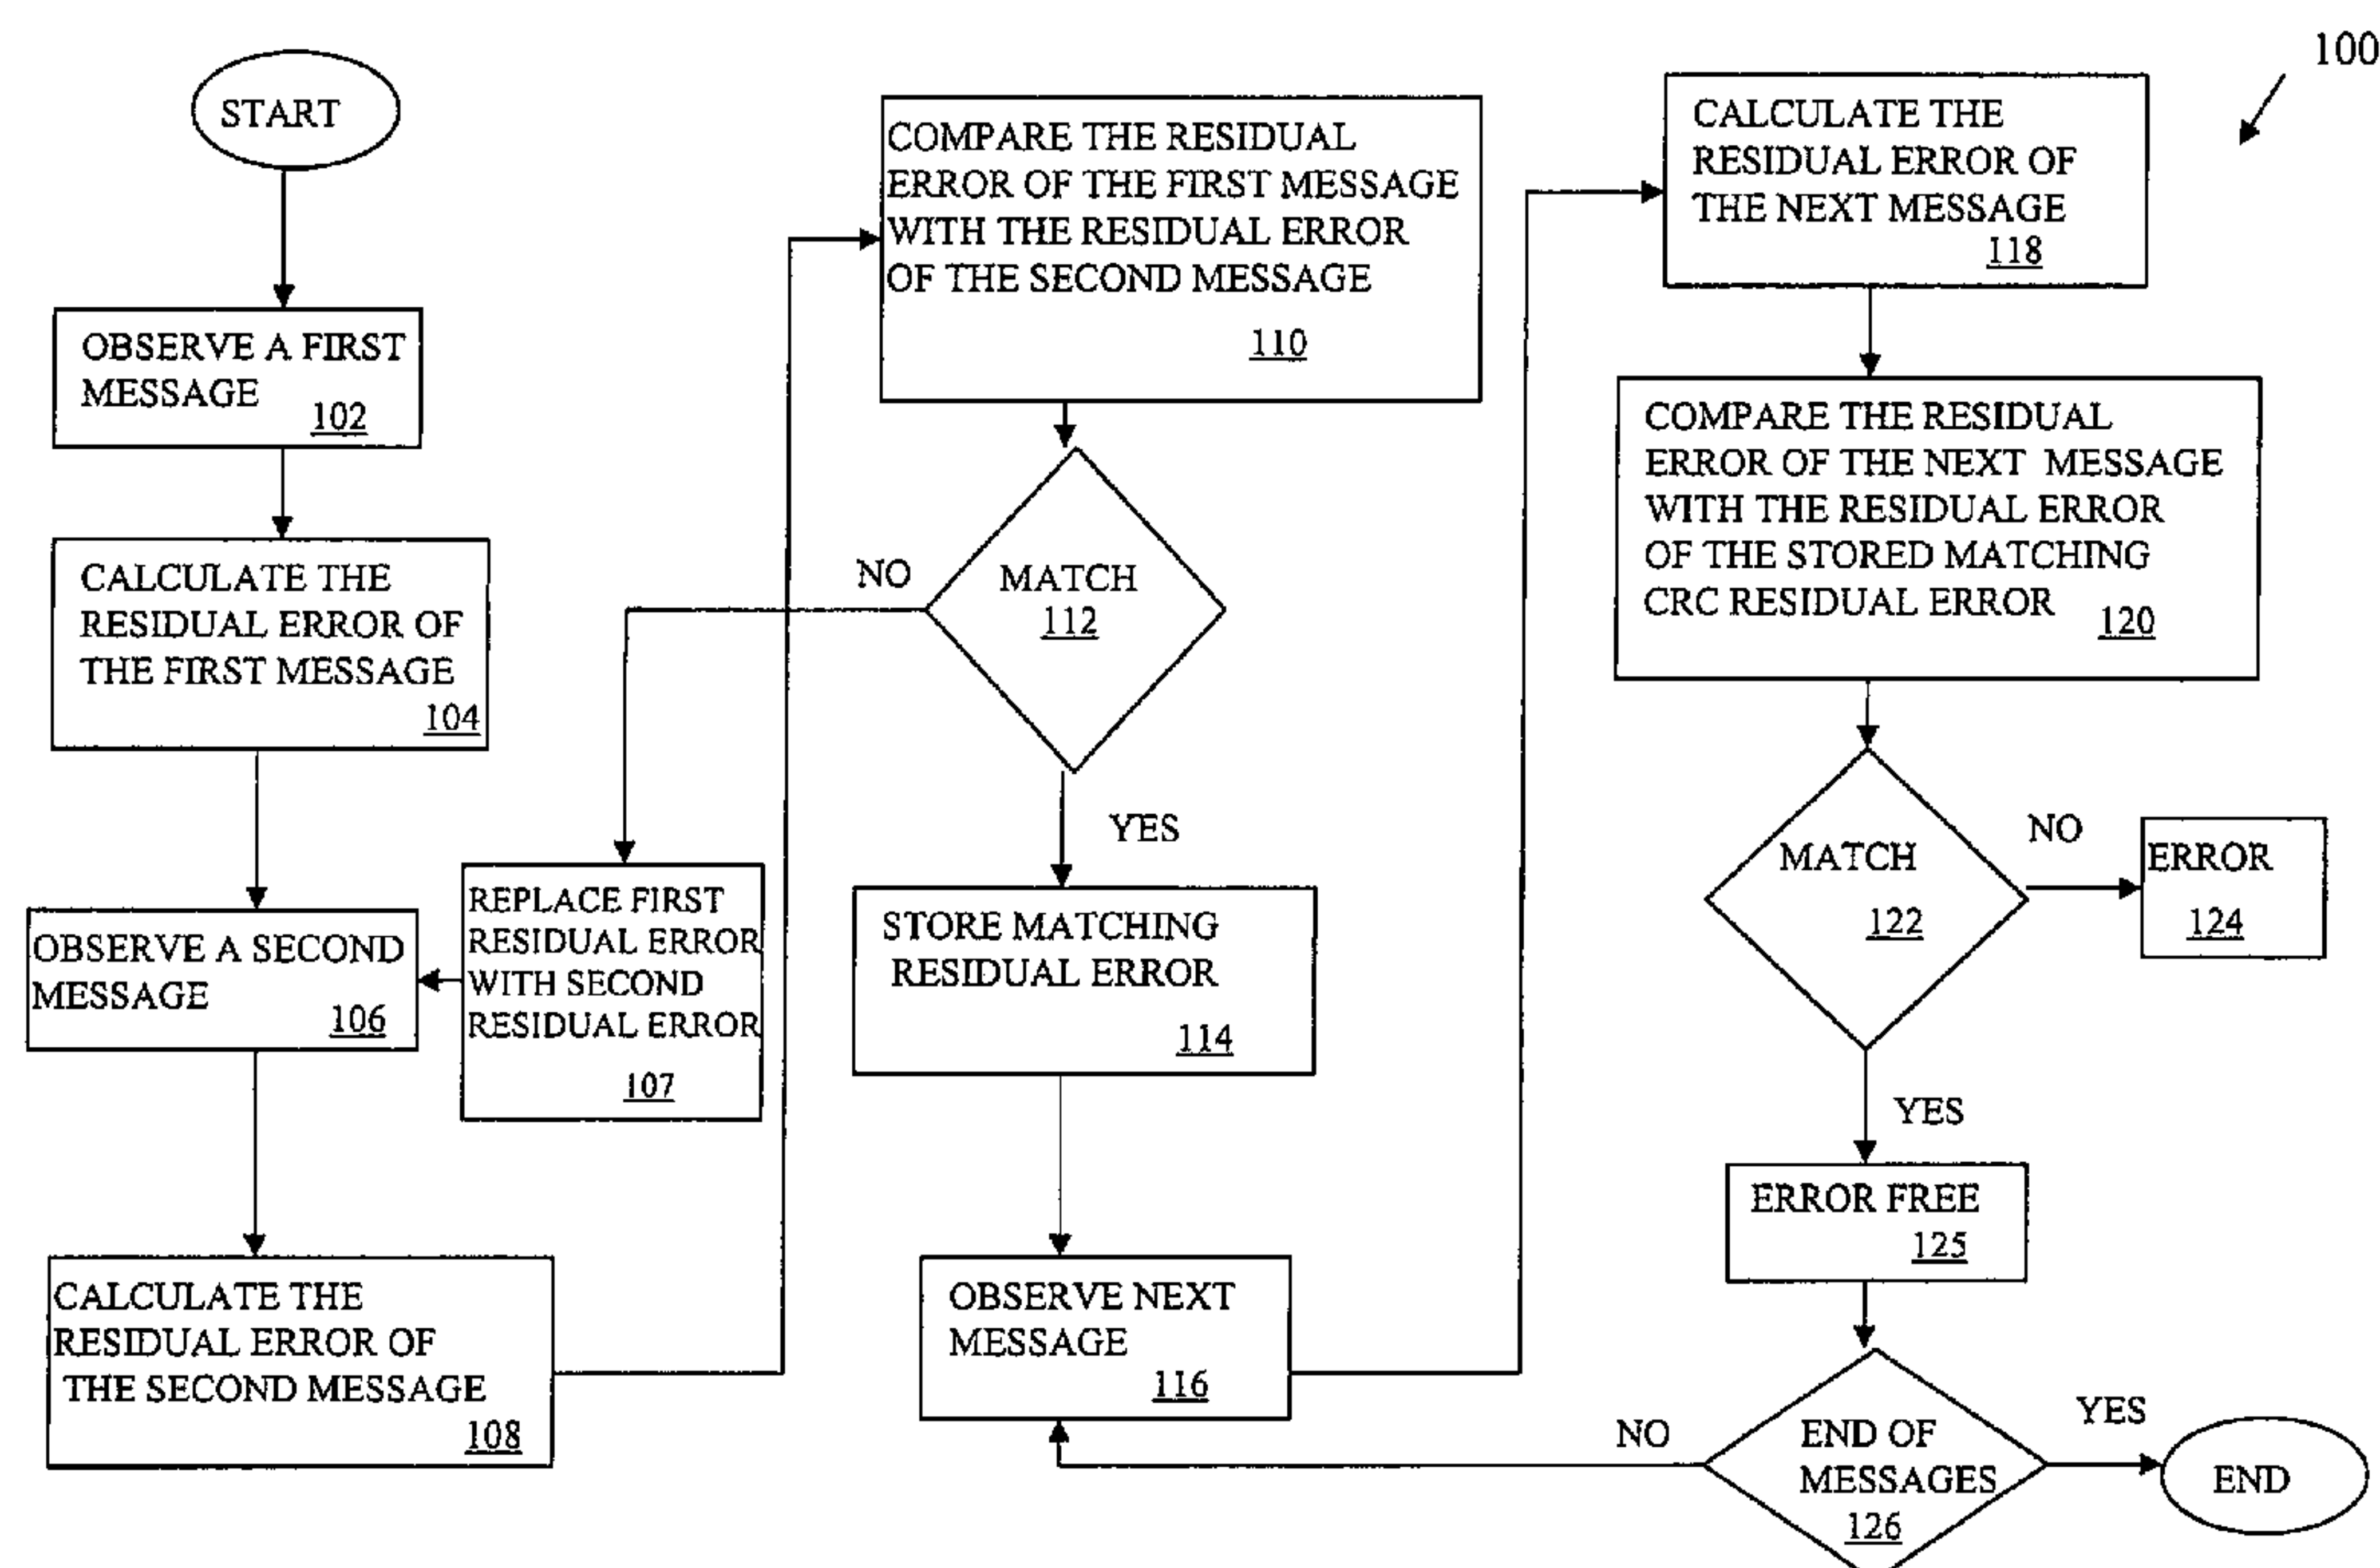 100
START
OBSERVE A FIRST
MESSAGE
102
CALCULATE THE
RESIDUAL ERROR OF
THE FIRST MESSAGE
104
OBSERVE A SECOND
MESSAGE
106
REPLACE FIRST
RESIDUAL ERROR
WITH SECOND
RESIDUAL ERROR
107
CALCULATE THE
RESIDUAL ERROR OF
THE SECOND MESSAGE
108
COMPARE THE RESIDUAL
ERROR OF THE FIRST MESSAGE
WITH THE RESIDUAL ERROR
OF THE SECOND MESSAGE
110
NO
MATCH
112
YES
STORE MATCHING
RESIDUAL ERROR
114
OBSERVE NEXT
MESSAGE
116
CALCULATE THE
RESIDUAL ERROR OF
THE NEXT MESSAGE
118
COMPARE THE RESIDUAL
ERROR OF THE NEXT MESSAGE
WITH THE RESIDUAL ERROR
OF THE STORED MATCHING
CRC RESIDUAL ERROR
120
MATCH
122
NO
ERROR
124
YES
ERROR FREE
125
NO
END OF
MESSAGES
126
YES
END